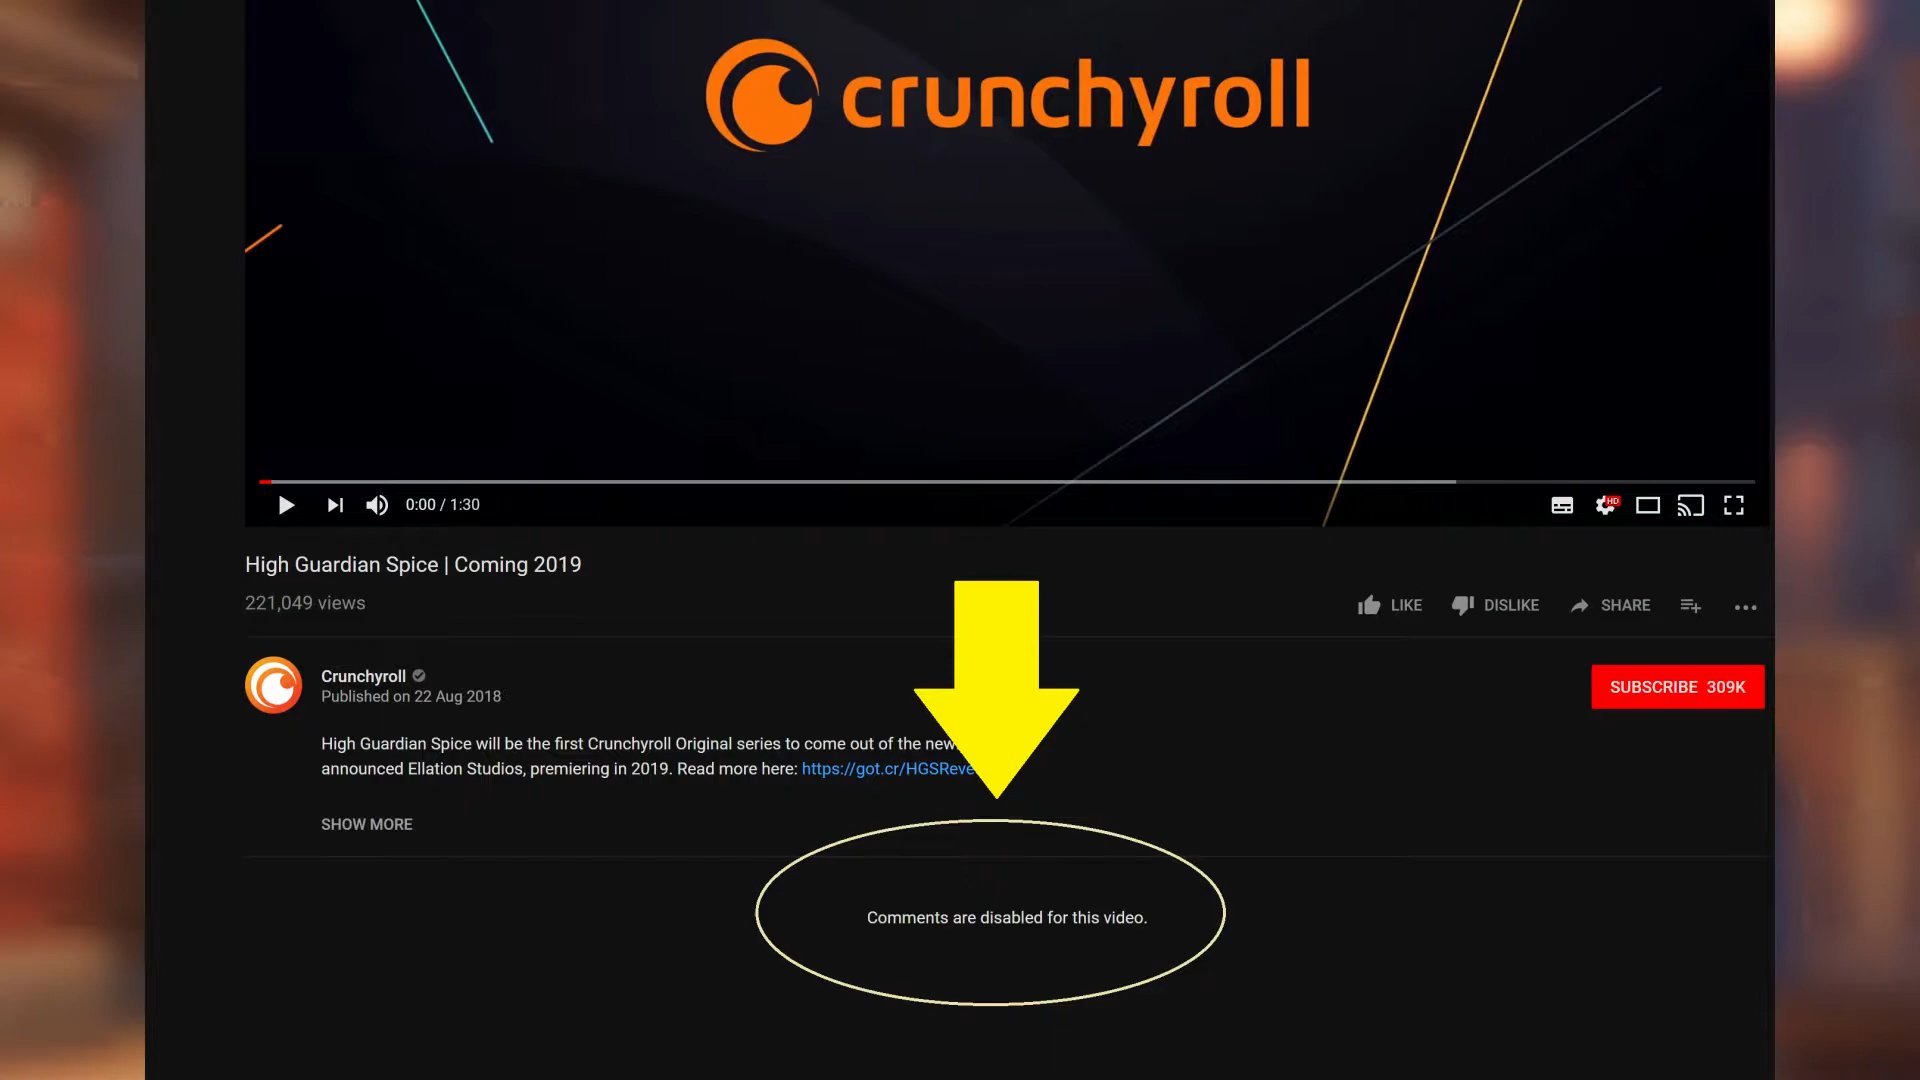 crunchyroll
0:00 / 1:30
HD
High Guardian Spice | Coming 2019
221,049 views
LIKE DISLIKE SHARE
Crunchyroll
Published on 22 Aug 2018
SUBSCRIBE 309K
High Guardian Spice will be the first Crunchyroll Original series to come out of the new
announced Ellation Studios, premiering in 2019. Read more here: https://got.cr/HGSReve
SHOW MORE
Comments are disabled for this video.